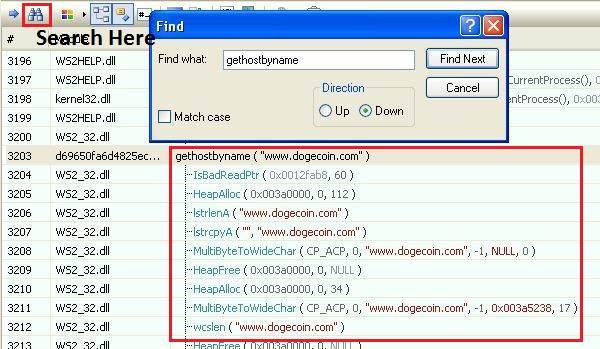 Search Here
Find
Find what: gethostbyname Find Next
Direction Cancel
Match case Up Down
#
3196 WS2HELP.dll
3197 WS2HELP.dll CurrentProcess(), 0
3198 kernel32.dll entProcess(), 0
3199 WS2HELP.dll
3200 WS2_32.dll
3203 d69650fa6d4825ec... gethostbyname ( "www.dogecoin.com" )
3204 WS2_32.dll IsBadReadPtr ( 0x0012fab8, 60 )
3205 WS2_32.dll HeapAlloc ( 0x003a0000, 0, 112 )
3206 WS2_32.dll lstrlenA ( "www.dogecoin.com" )
3207 WS2_32.dll lstrcpyA ( "", "www.dogecoin.com" )
3208 WS2_32.dll MultiByteToWideChar ( CP_ACP, 0, "www.dogecoin.com", -1, NULL, 0 )
3209 WS2_32.dll HeapFree ( 0x003a0000, 0, NULL )
3210 WS2_32.dll HeapAlloc ( 0x003a0000, 0, 34 )
3211 WS2_32.dll MultiByteToWideChar ( CP_ACP, 0, "www.dogecoin.com", -1, 0x003a5238, 17 )
3212 WS2_32.dll wcslen ( "www.dogecoin.com" )
3213 WS2_32.dll HeapFree ( 0x003a0000, 0, NULL )